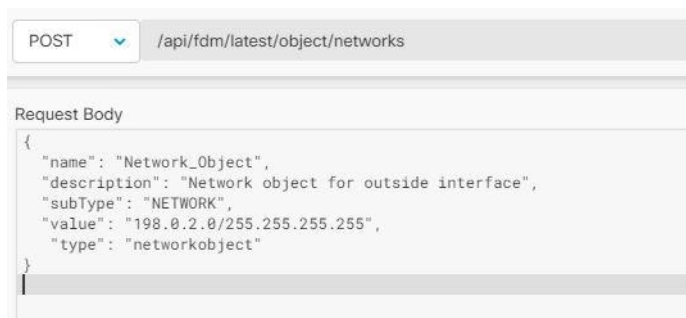 POST /api/fdm/latest/object/networks
Request Body
{
"name": "Network_Object",
"description": "Network object for outside interface",
"subType": "NETWORK",
"value": "198.0.2.0/255.255.255.255",
"type": "networkobject"
}